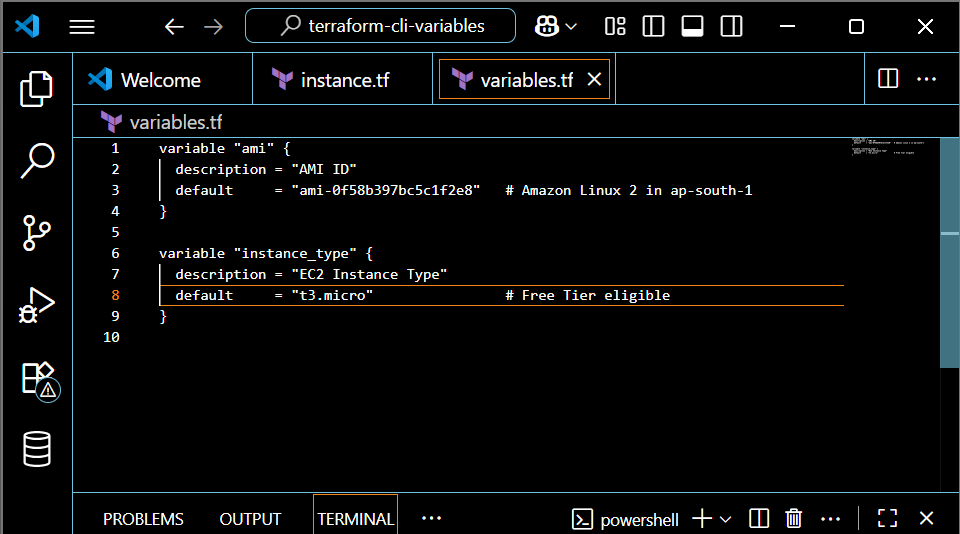 terraform-cli-variables
Welcome
instance.tf
variables.tf
variables.tf
1 variable "ami" {
2 description = "AMI ID"
3 default     = "ami-0f58b397bc5c1f2e8"   # Amazon Linux 2 in ap-south-1
4 }
5
6 variable "instance_type" {
7 description = "EC2 Instance Type"
8 default     = "t3.micro"                # Free Tier eligible
9 }
10
PROBLEMS OUTPUT TERMINAL ··· powershell